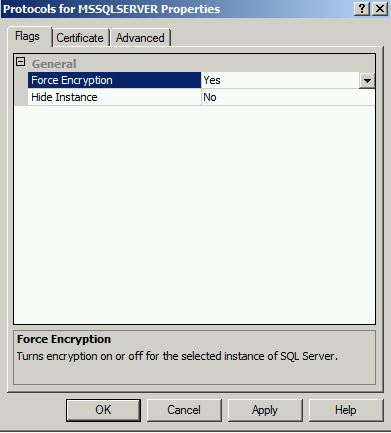 Protocols for MSSQLSERVER Properties
Flags Certificate Advanced
General
Force Encryption Yes
Hide Instance No
Force Encryption
Turns encryption on or off for the selected instance of SQL Server.
OK Cancel Apply Help